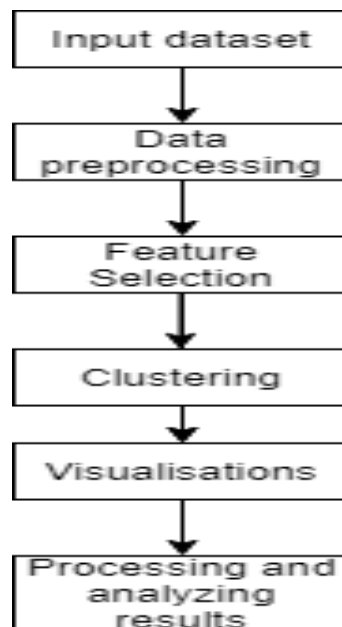 Input dataset
Data
preprocessing
Feature
Selection
Clustering
Visualisations
Processing and
analyzing
results